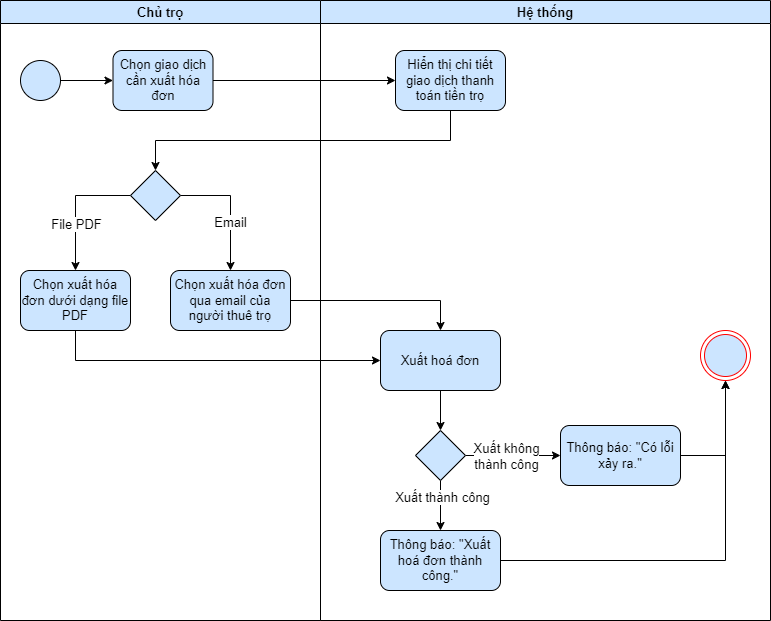 Chủ trọ
Hệ thống
Chọn giao dịch
cần xuất hóa
đơn
Hiển thị chi tiết
giao dịch thanh
toán tiền trọ
File PDF
Email
Chọn xuất hóa
đơn dưới dạng file
PDF
Chọn xuất hóa đơn
qua email của
người thuê trọ
Xuất hoá đơn
Xuất không
thành công
Thông báo: "Có lỗi
xảy ra."
Xuất thành công
Thông báo: "Xuất
hoá đơn thành
công."